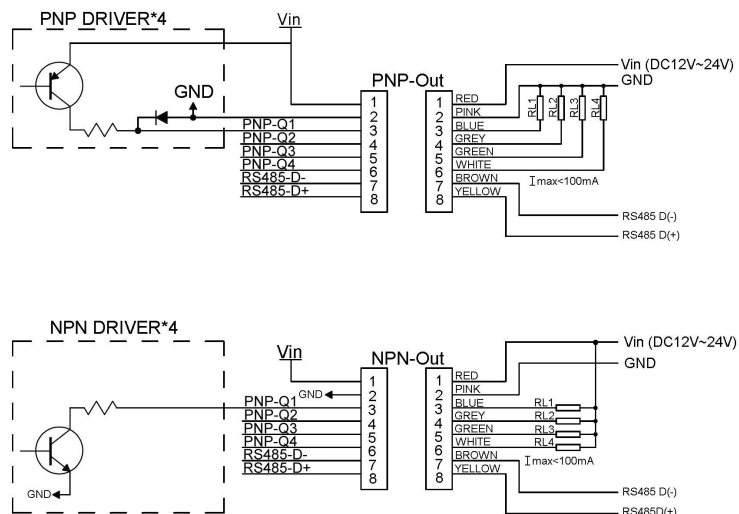 PNP DRIVER*4
Vin
GND
PNP-Q1
PNP-Q2
PNP-Q3
PNP-Q4
RS485-D-
RS485-D+
PNP-Out
1
2
3
4
5
6
7
8
1
2
3
4
5
6
7
8
RED
PINK
BLUE
GREY
GREEN
WHITE
BROWN
YELLOW
RL1
RL2
RL3
RL4
Vin (DC12V~24V)
GND
Imax<100mA
RS485 D(-)
RS485 D(+)
NPN DRIVER*4
GND
Vin
GND
PNP-Q1
PNP-Q2
PNP-Q3
PNP-Q4
RS485-D-
RS485-D+
NPN-Out
1
2
3
4
5
6
7
8
1
2
3
4
5
6
7
8
RED
PINK
BLUE
GREY
GREEN
WHITE
BROWN
YELLOW
RL1
RL2
RL3
RL4
Vin (DC12V~24V)
GND
Imax<100mA
RS485 D(-)
RS485D(+)